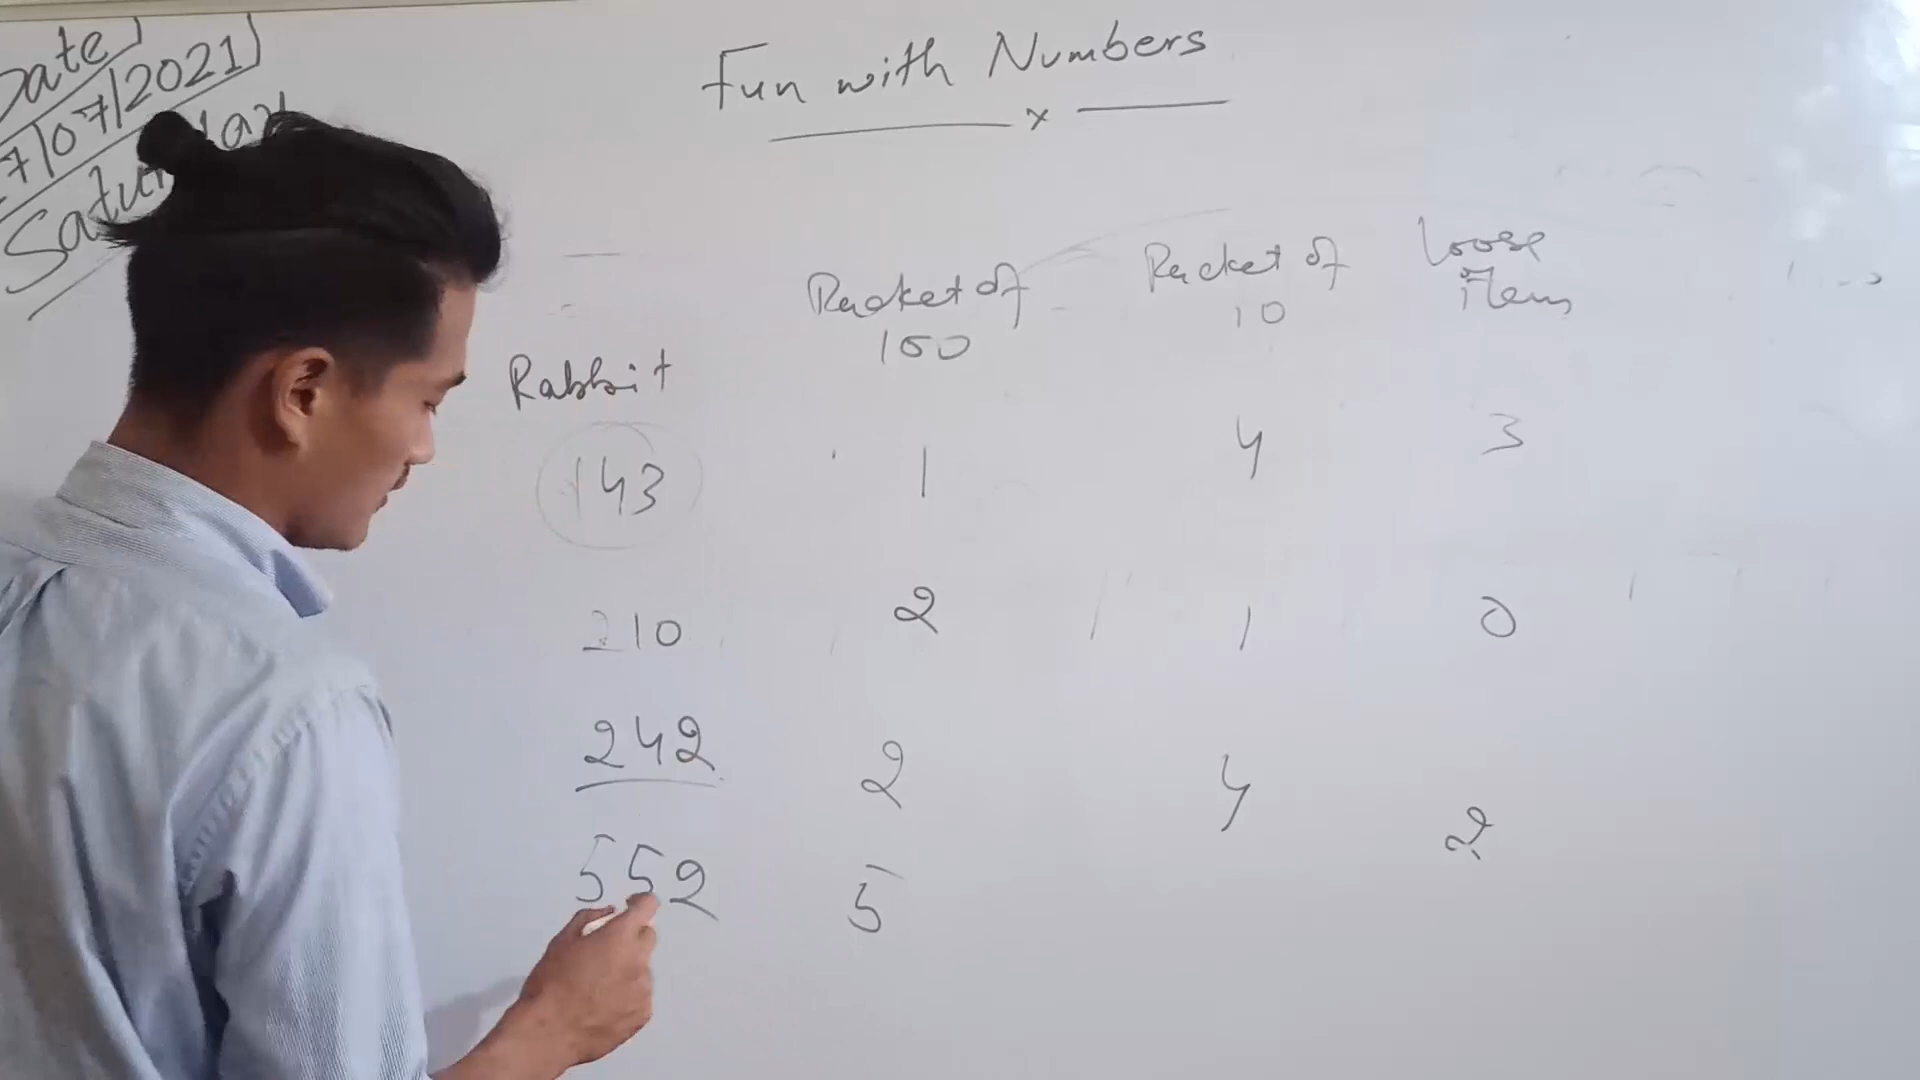 Date
7/07/2021
Fun with Numbers
x
Packet of
100
Packet of
10
loose
items
Rabbit
143 1 4 3
210 2 1 0
242 2 4 2
552 5